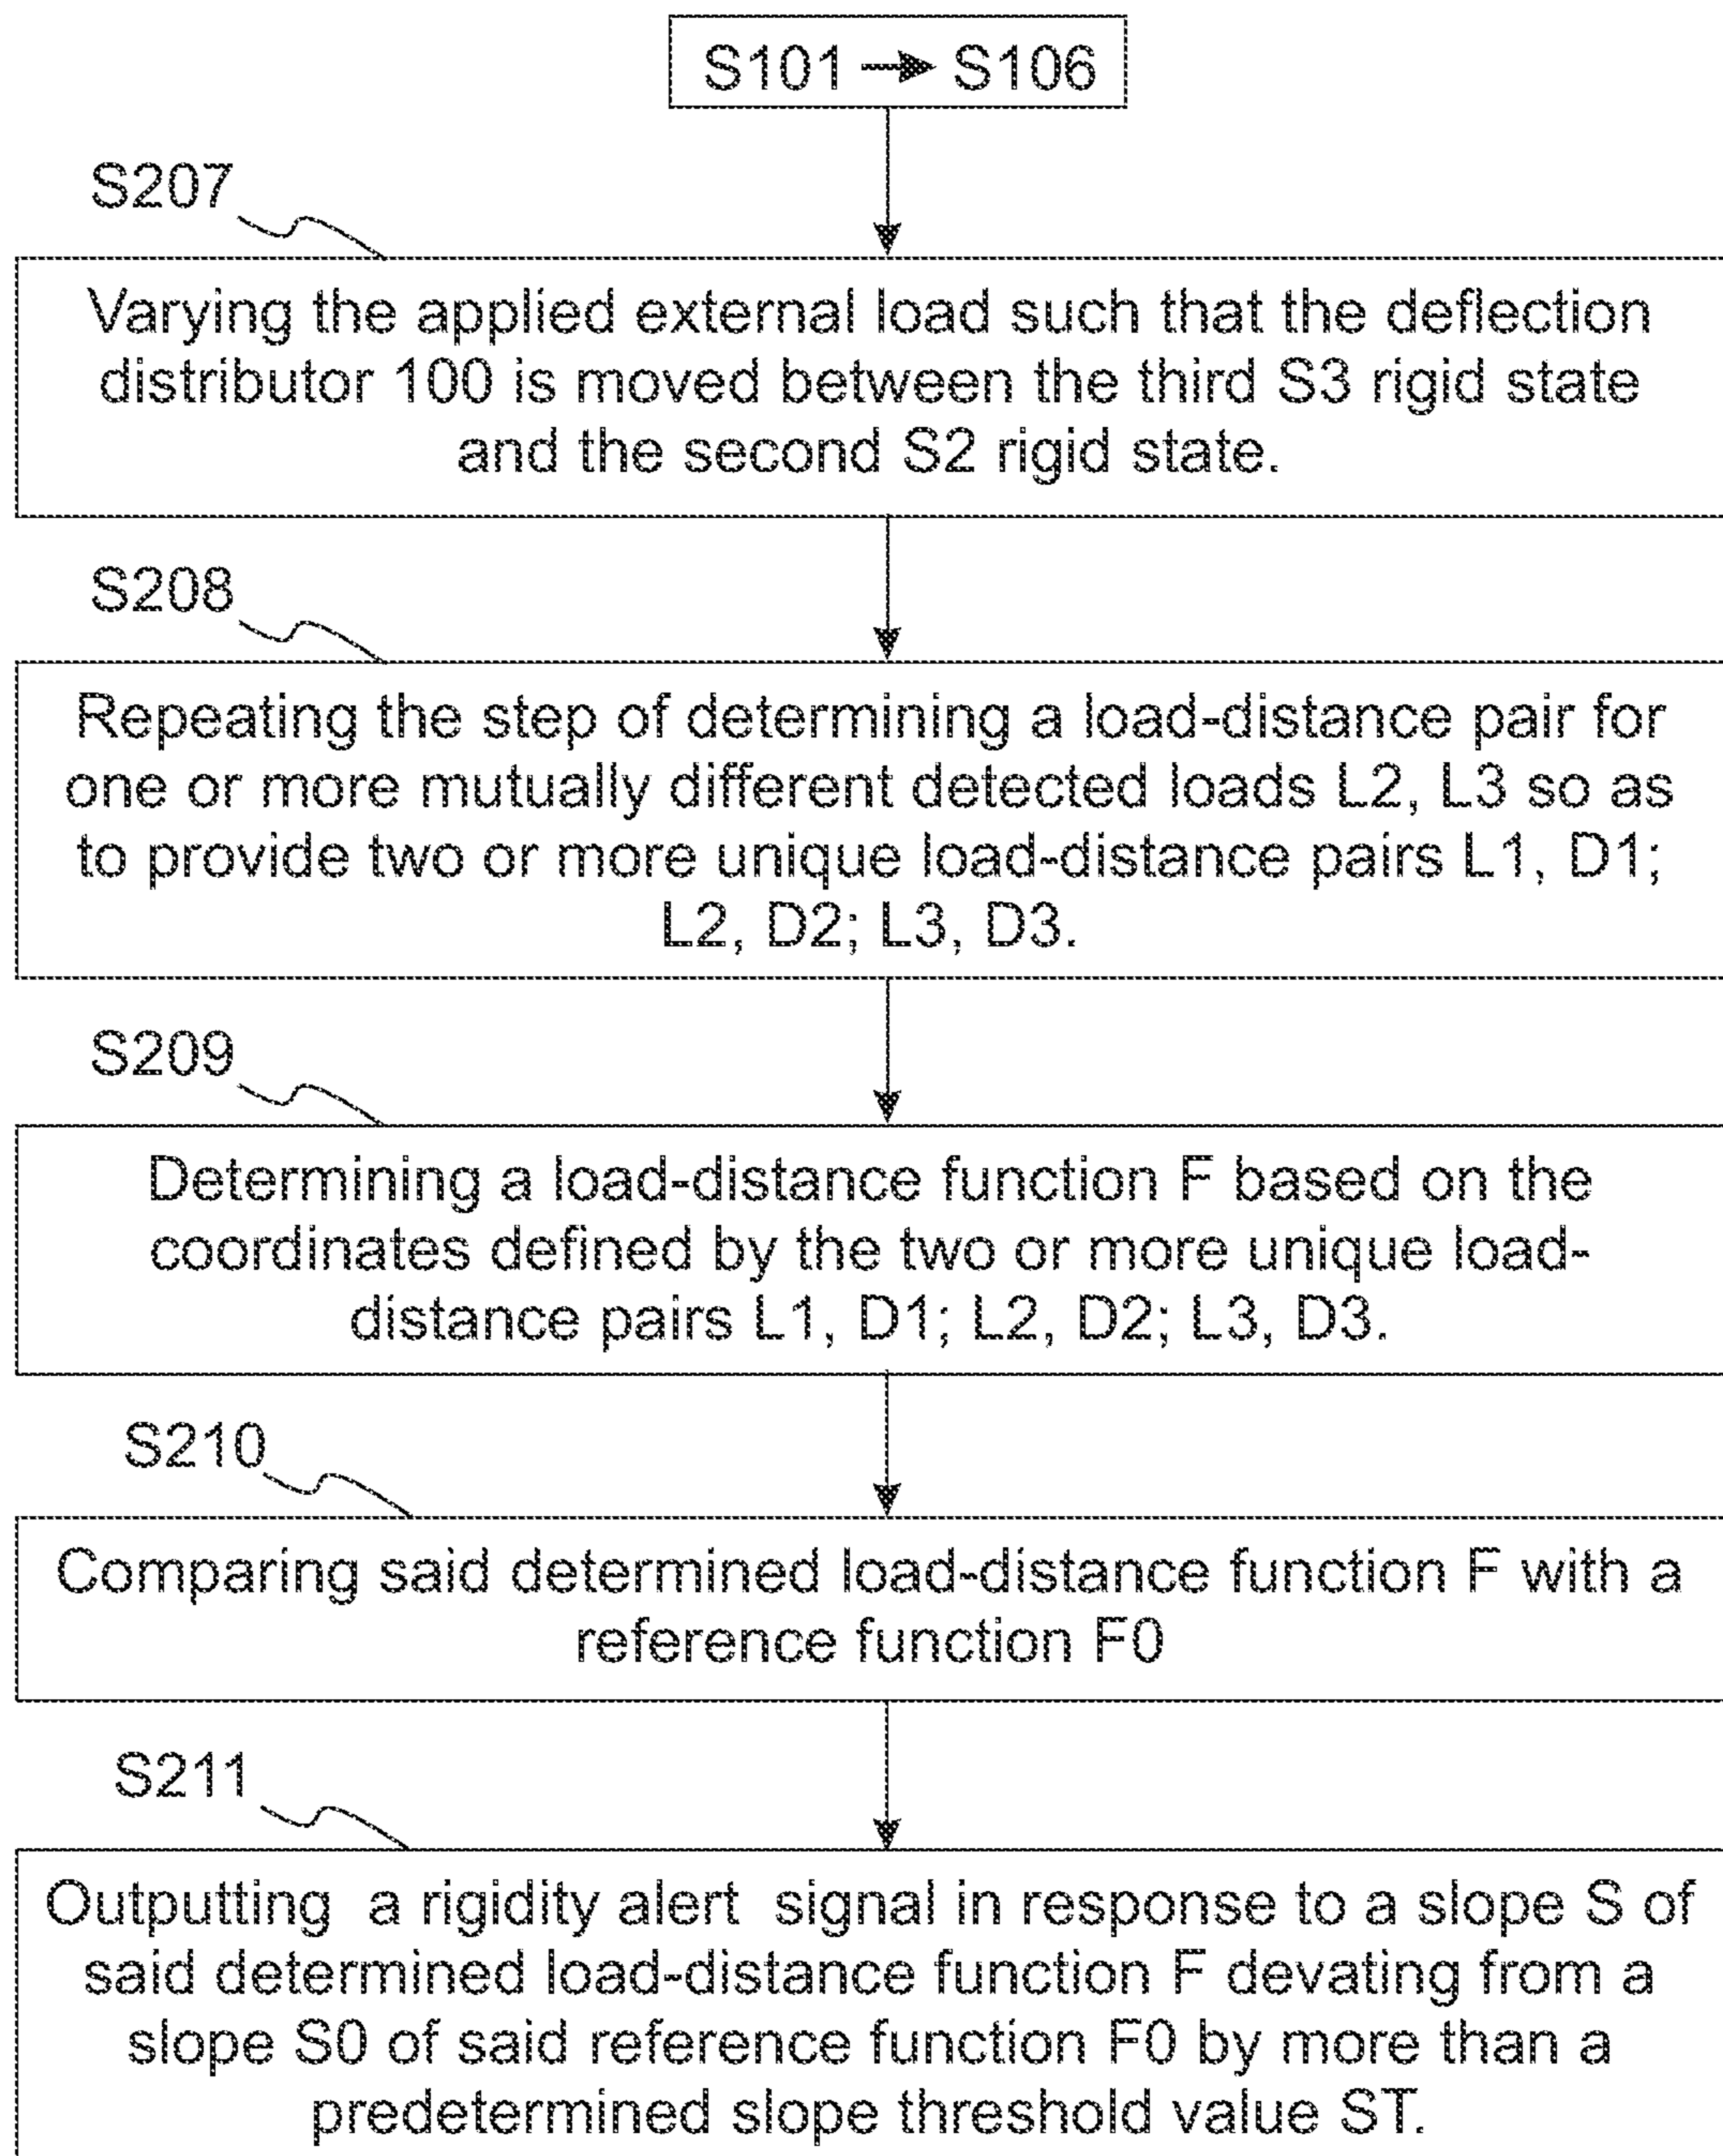 S101 → S106
S207
Varying the applied external load such that the deflection
distributor 100 is moved between the third S3 rigid state
and the second S2 rigid state.
S208
Repeating the step of determining a load-distance pair for
one or more mutually different detected loads L2, L3 so as
to provide two or more unique load-distance pairs L1, D1;
L2, D2; L3, D3.
S209
Determining a load-distance function F based on the
coordinates defined by the two or more unique load-
distance pairs L1, D1; L2, D2; L3, D3.
S210
Comparing said determined load-distance function F with a
reference function F0
S211
Outputting a rigidity alert signal in response to a slope S of
said determined load-distance function F devating from a
slope S0 of said reference function F0 by more than a
predetermined slope threshold value ST.